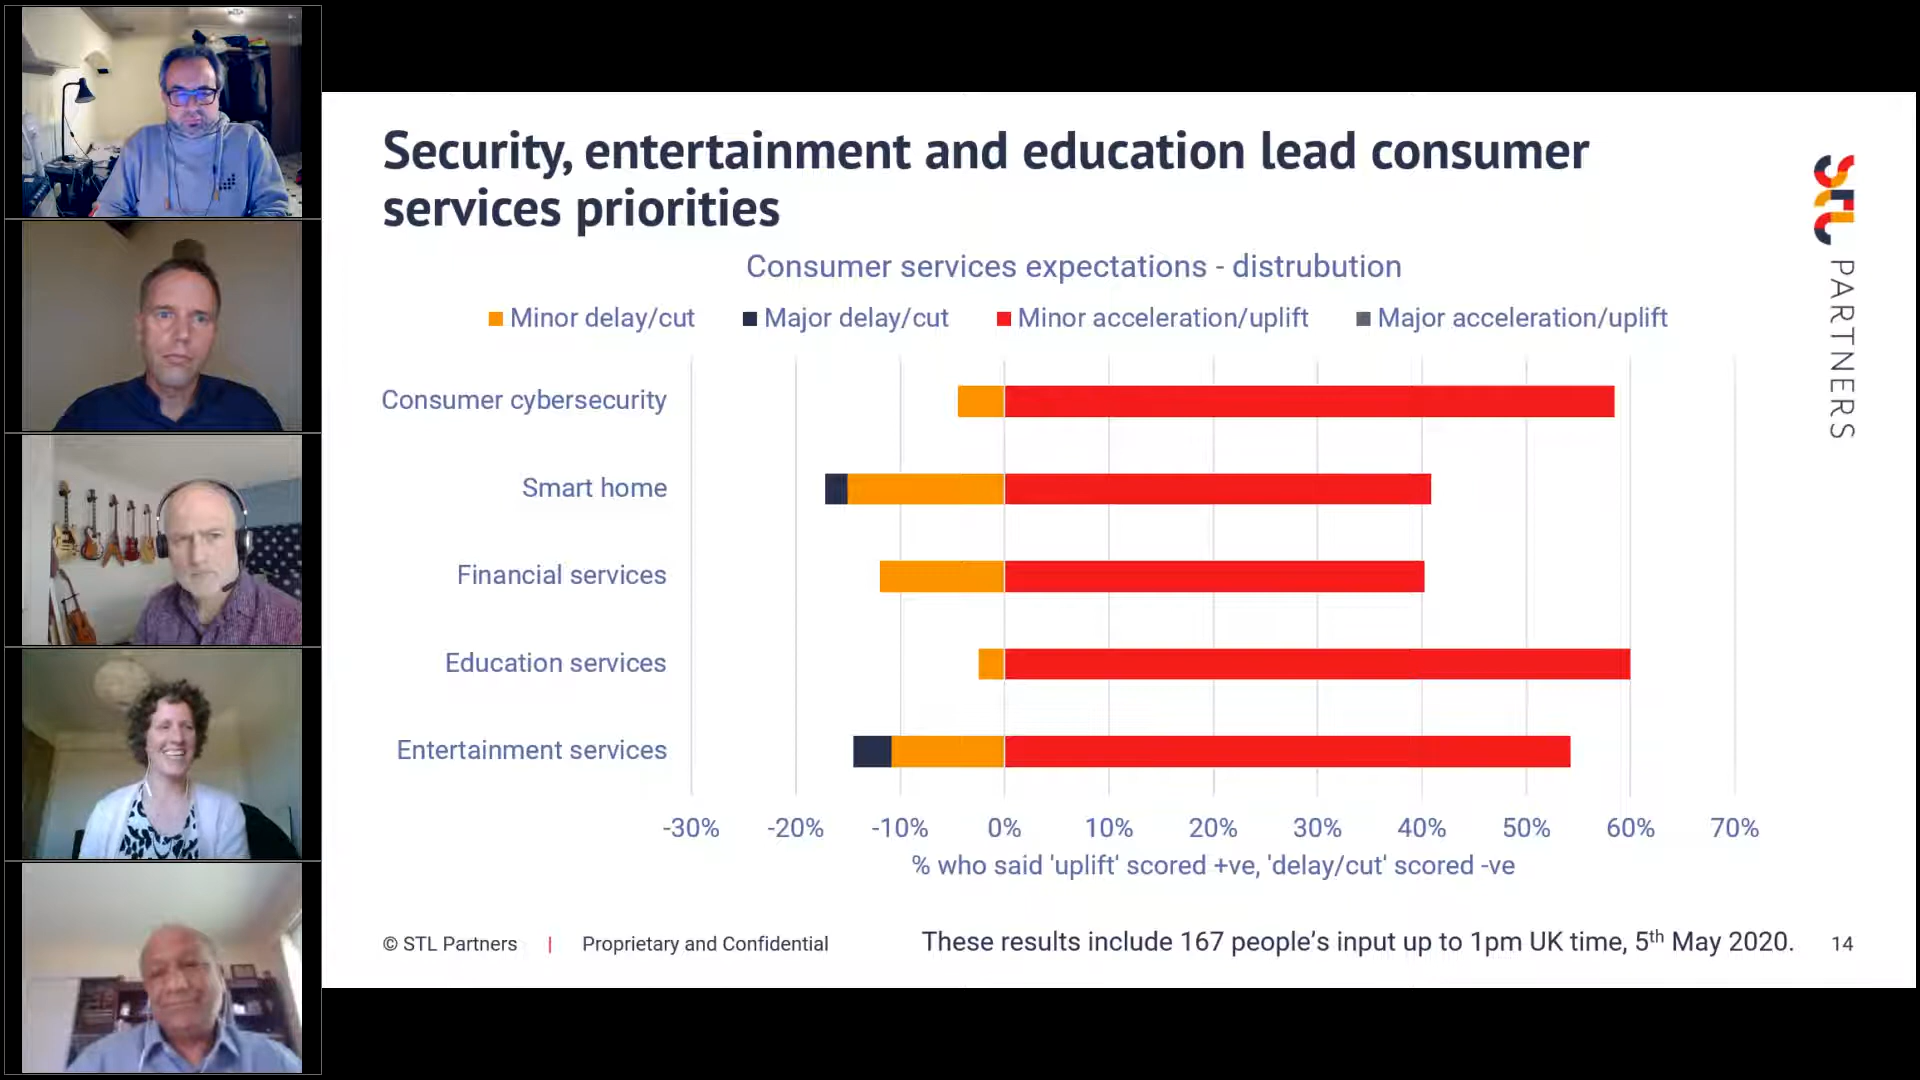 Security, entertainment and education lead consumer
services priorities
Consumer services expectations - distrubution
Minor delay/cut Major delay/cut Minor acceleration/uplift Major acceleration/uplift
Consumer cybersecurity
Smart home
Financial services
Education services
Entertainment services
-30% -20% -10% 0% 10% 20% 30% 40% 50% 60% 70%
% who said 'uplift' scored +ve, 'delay/cut' scored -ve
© STL Partners | Proprietary and Confidential
These results include 167 people's input up to 1pm UK time, 5th May 2020. 14
STL PARTNERS